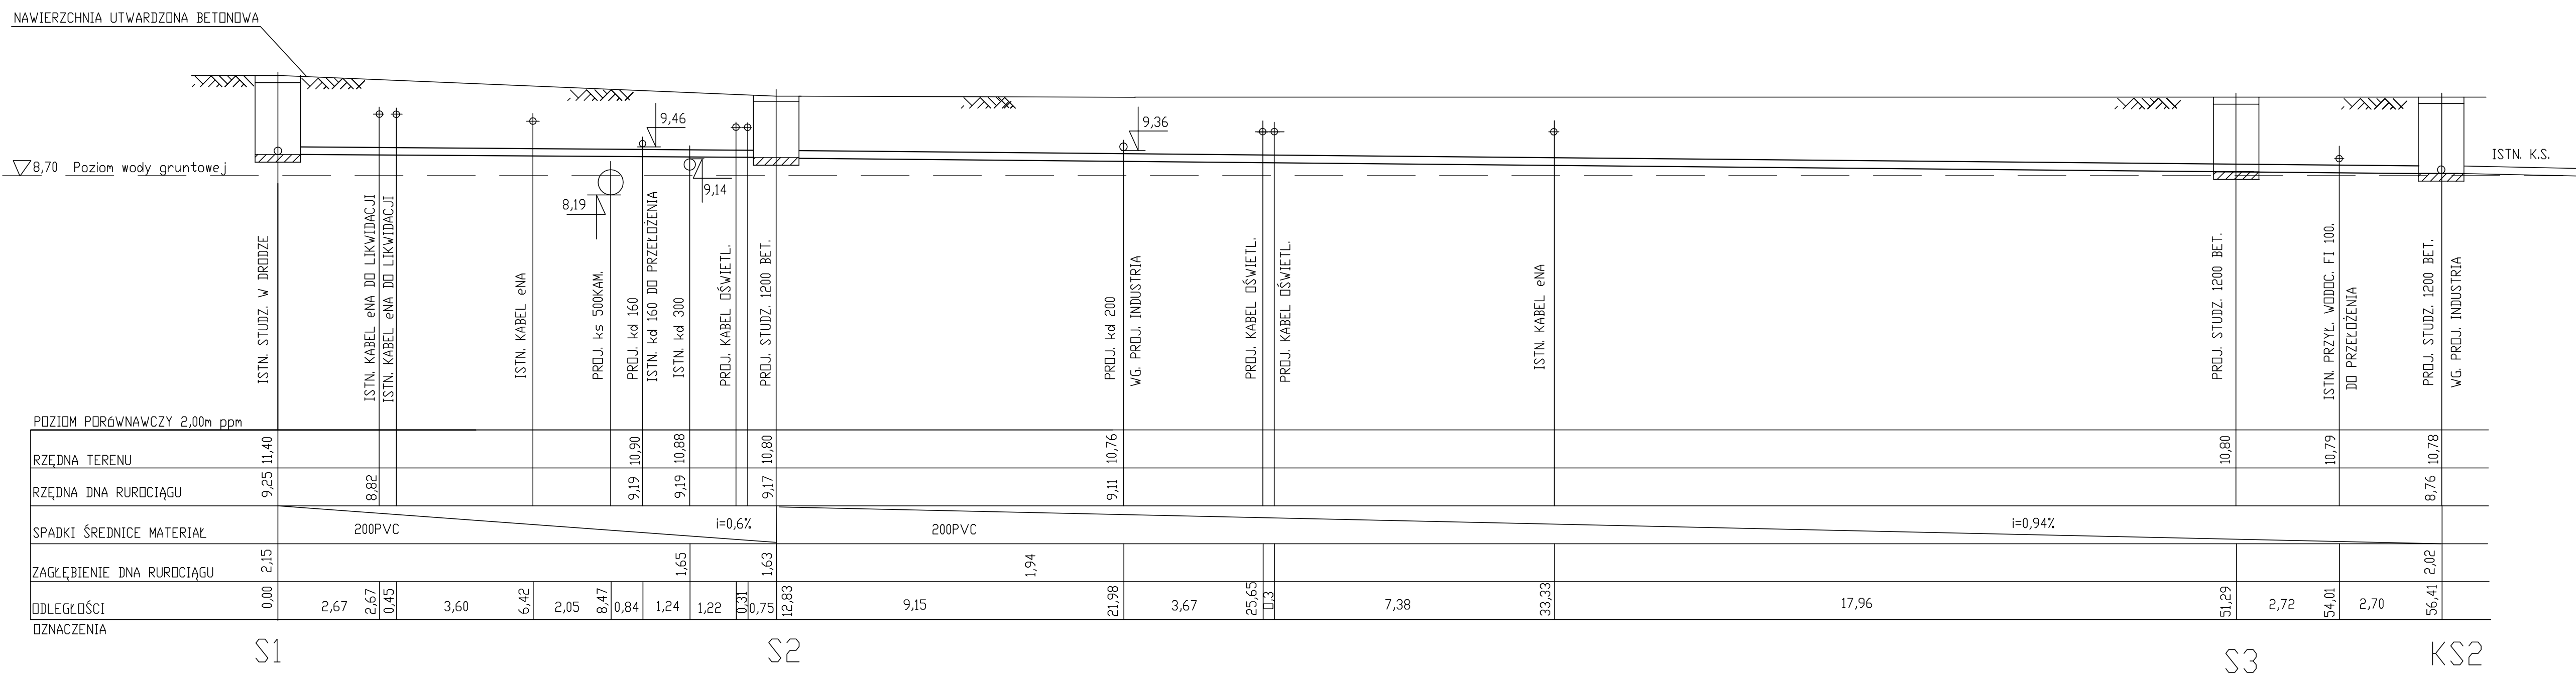 NAWIERZCHNIA UTWARDZONA BETONOWA
9,46
9,36
ISTN. K.S.
8,70 Poziom wody gruntowej
9,14
8,19
ISTN. STUDZ. W DRODZE
ISTN. KABEL eNA DO LIKWIDACJI
ISTN. KABEL eNA DO LIKWIDACJI
ISTN. KABEL eNA
PROJ. ks 500KAM.
PROJ. kd 160
ISTN. kd 160 DO PRZEŁOŻENIA
ISTN. kd 300
PROJ. KABEL OŚWIETL.
PROJ. STUDZ. 1200 BET.
PROJ. kd 200
WG. PROJ. INDUSTRIA
PROJ. KABEL OŚWIETL.
PROJ. KABEL OŚWIETL.
ISTN. KABEL eNA
PROJ. STUDZ. 1200 BET.
ISTN. PRZYŁ. WODOC. FI 100.
DO PRZEŁOŻENIA
PROJ. STUDZ. 1200 BET.
WG. PROJ. INDUSTRIA
POZIOM PORóWNAWCZY 2,00m ppm
RZĘDNA TERENU 11,40 10,90 10,88 10,80 10,76 10,80 10,79 10,78
RZĘDNA DNA RUROCIĄGU 9,25 8,82 9,19 9,19 9,17 9,11 8,76
SPADKI ŚREDNICE MATERIAŁ 200PVC i=0,6% 200PVC i=0,94%
ZAGŁĘBIENIE DNA RUROCIĄGU 2,15 1,65 1,63 1,94 2,02
ODLEGŁOŚCI 0,00 2,67 2,67 0,45 3,60 6,42 2,05 8,47 0,84 1,24 1,22 0,31 0,75 12,83 9,15 21,98 3,67 25,65 0,3 7,38 33,33 17,96 51,29 2,72 54,01 2,70 56,41
OZNACZENIA
S1 S2 S3 KS2